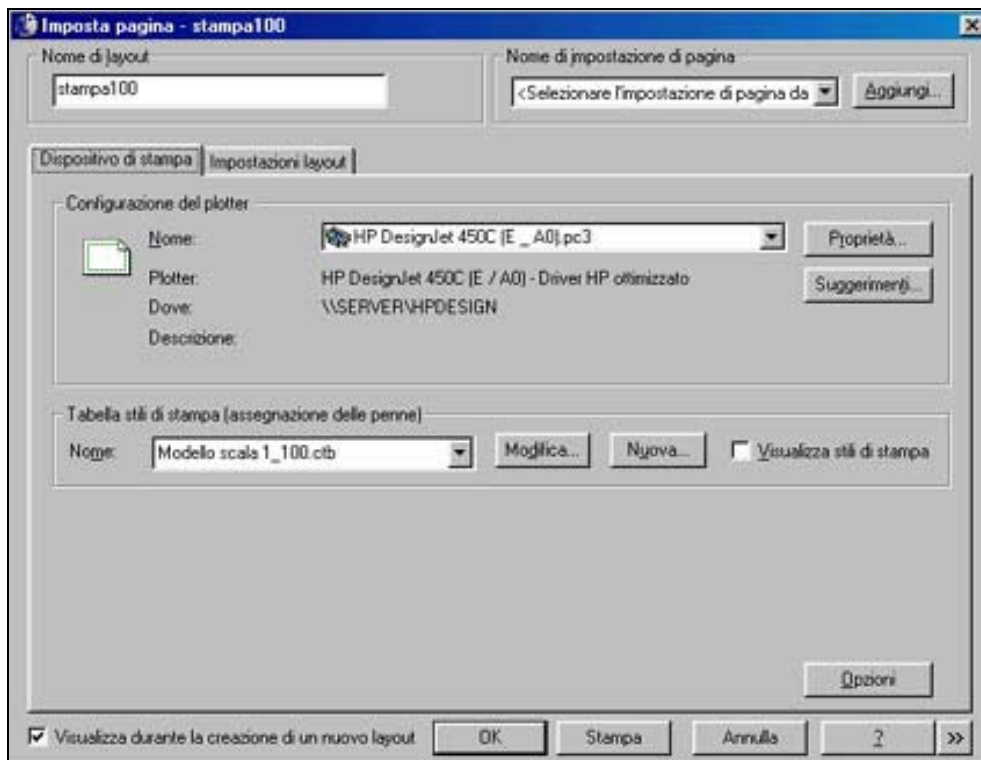 Imposta pagina - stampa100
Nome di layout
stampa100
Nome di impostazione di pagina
<Selezionare l'impostazione di pagina da
Aggiungi...
Dispositivo di stampa
Impostazioni layout
Configurazione del plotter
Nome:
HP DesignJet 450C (E _ A0).pc3
Proprietà...
Plotter:
HP DesignJet 450C (E / A0) - Driver HP ottimizzato
Suggerimenti...
Dove:
\\SERVER\HPDESIGN
Descrizione:
Tabella stili di stampa (assegnazione delle penne)
Nome:
Modello scala 1_100.ctb
Modifica...
Nuova...
Visualizza stili di stampa
Opzioni
Visualizza durante la creazione di un nuovo layout
OK
Stampa
Annulla
?
>>